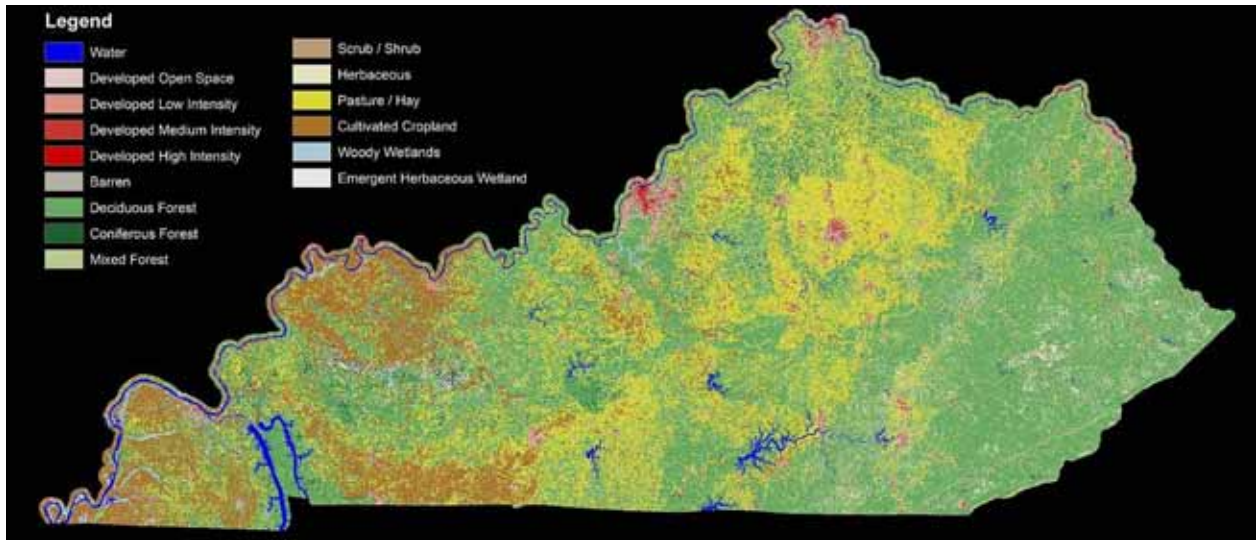 Legend
Water
Developed Open Space
Developed Low Intensity
Developed Medium Intensity
Developed High Intensity
Barren
Deciduous Forest
Coniferous Forest
Mixed Forest
Scrub / Shrub
Herbaceous
Pasture / Hay
Cultivated Cropland
Woody Wetlands
Emergent Herbaceous Wetland